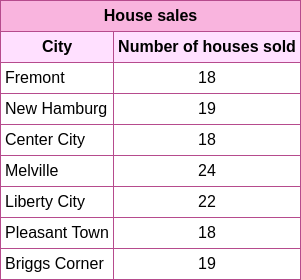 House sales
City Number of houses sold
Fremont 18
New Hamburg 19
Center City 18
Melville 24
Liberty City 22
Pleasant Town 18
Briggs Corner 19